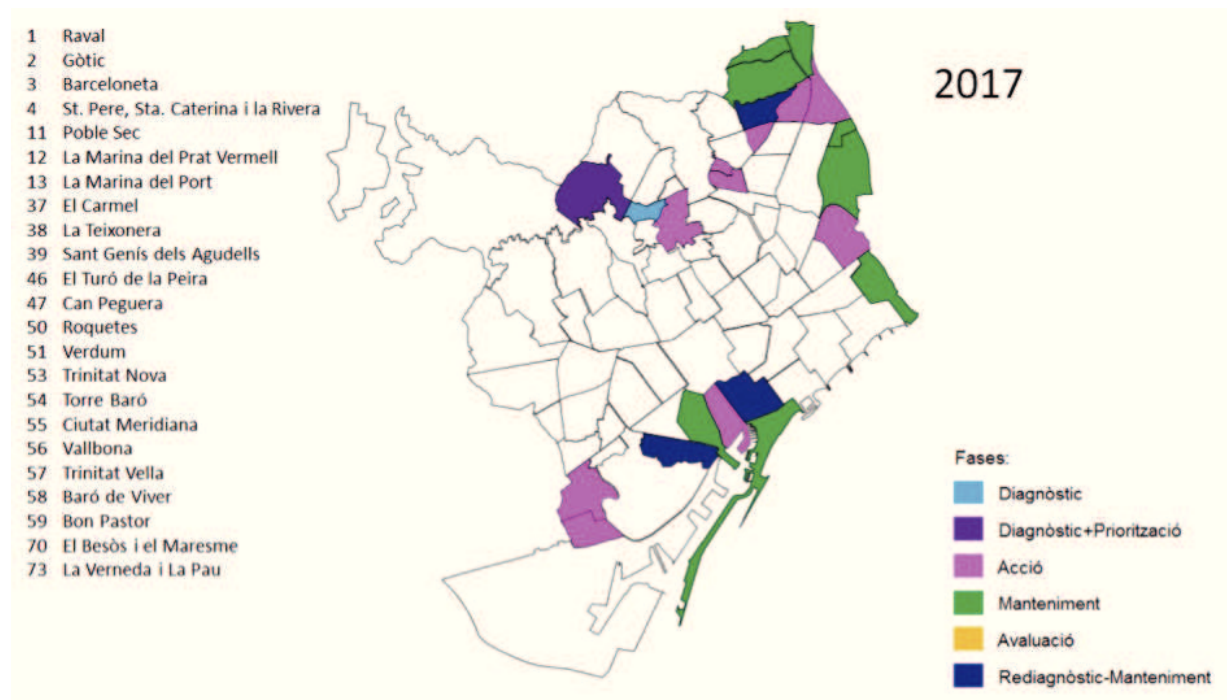 1 Raval
2 Gòtic
3 Barceloneta
4 St. Pere, Sta. Caterina i la Rivera
11 Poble Sec
12 La Marina del Prat Vermell
13 La Marina del Port
37 El Carmel
38 La Teixonera
39 Sant Genís dels Agudells
46 El Turó de la Peira
47 Can Peguera
50 Roquetes
51 Verdum
53 Trinitat Nova
54 Torre Baró
55 Ciutat Meridiana
56 Vallbona
57 Trinitat Vella
58 Baró de Viver
59 Bon Pastor
70 El Besòs i el Maresme
73 La Verneda i La Pau
2017
Fases:
Diagnòstic
Diagnòstic+Priorització
Acció
Manteniment
Avaluació
Rediagnòstic-Manteniment